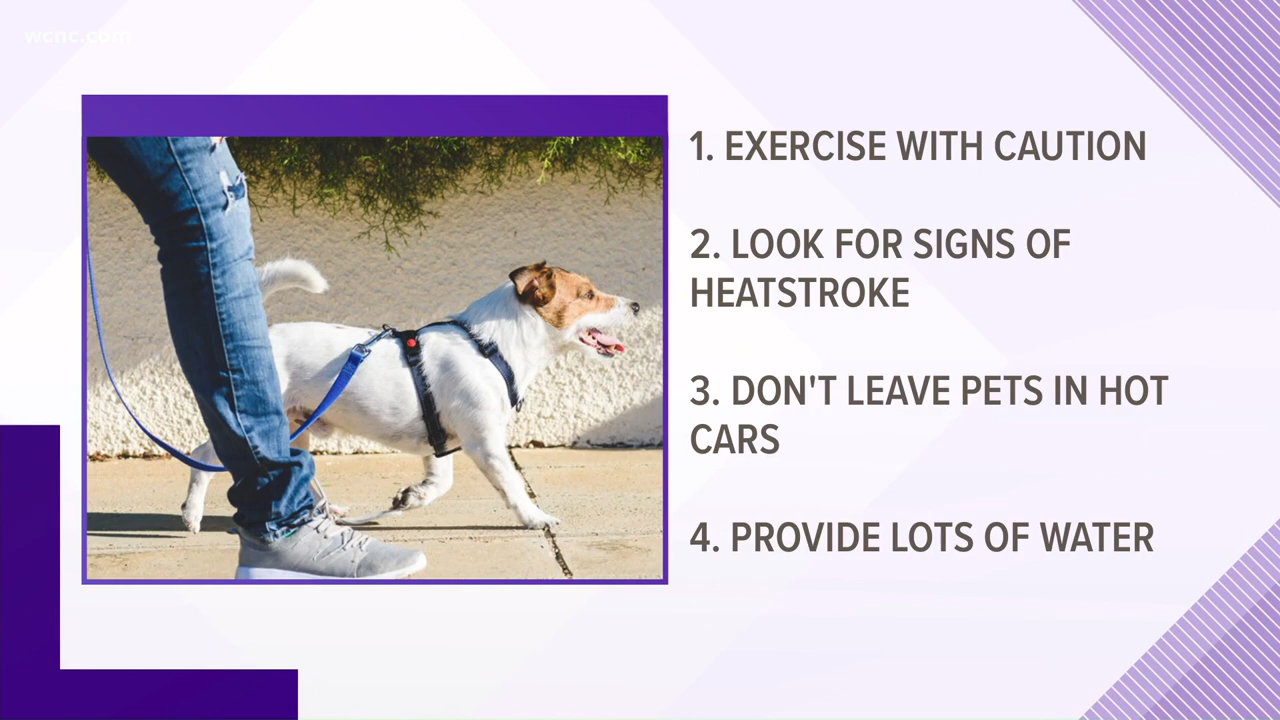 wcnc.com
1. EXERCISE WITH CAUTION
2. LOOK FOR SIGNS OF
HEATSTROKE
3. DON'T LEAVE PETS IN HOT
CARS
4. PROVIDE LOTS OF WATER